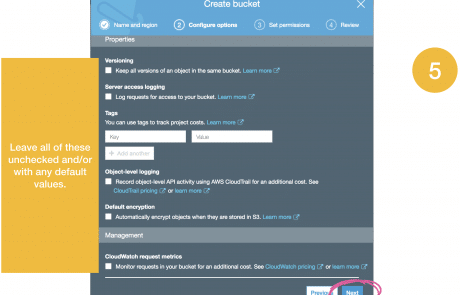 Create bucket
Name and region
2 Configure options
3 Set permissions
4 Review
Properties
Versioning
Keep all versions of an object in the same bucket. Learn more
Server access logging
Log requests for access to your bucket. Learn more
Tags
You can use tags to track project costs. Learn more
Key
Value
+ Add another
Object-level logging
Record object-level API activity using AWS CloudTrail for an additional cost. See
CloudTrail pricing or learn more
Default encryption
Automatically encrypt objects when they are stored in S3. Learn more
Management
CloudWatch request metrics
Monitor requests in your bucket for an additional cost. See CloudWatch pricing or learn more
Next
Leave all of these
unchecked and/or
with any default
values.
5